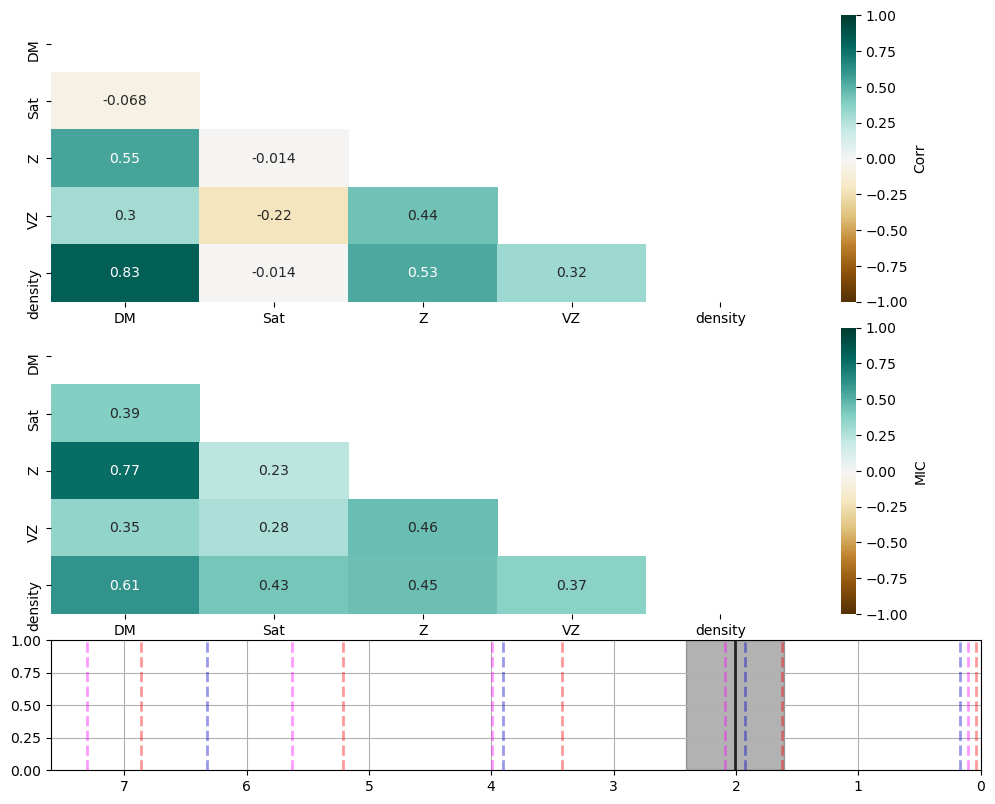 DM
Sat
Z
VZ
density
-0.068
0.55
-0.014
0.3
-0.22
0.44
0.83
-0.014
0.53
0.32
DM Sat Z VZ density
1.00
0.75
0.50
0.25
0.00
−0.25
−0.50
−0.75
−1.00
Corr
DM
Sat
Z
VZ
density
0.39
0.77
0.23
0.35
0.28
0.46
0.61
0.43
0.45
0.37
DM Sat Z VZ density
1.00
0.75
0.50
0.25
0.00
−0.25
−0.50
−0.75
−1.00
MIC
1.00
0.75
0.50
0.25
0.00
7 6 5 4 3 2 1 0